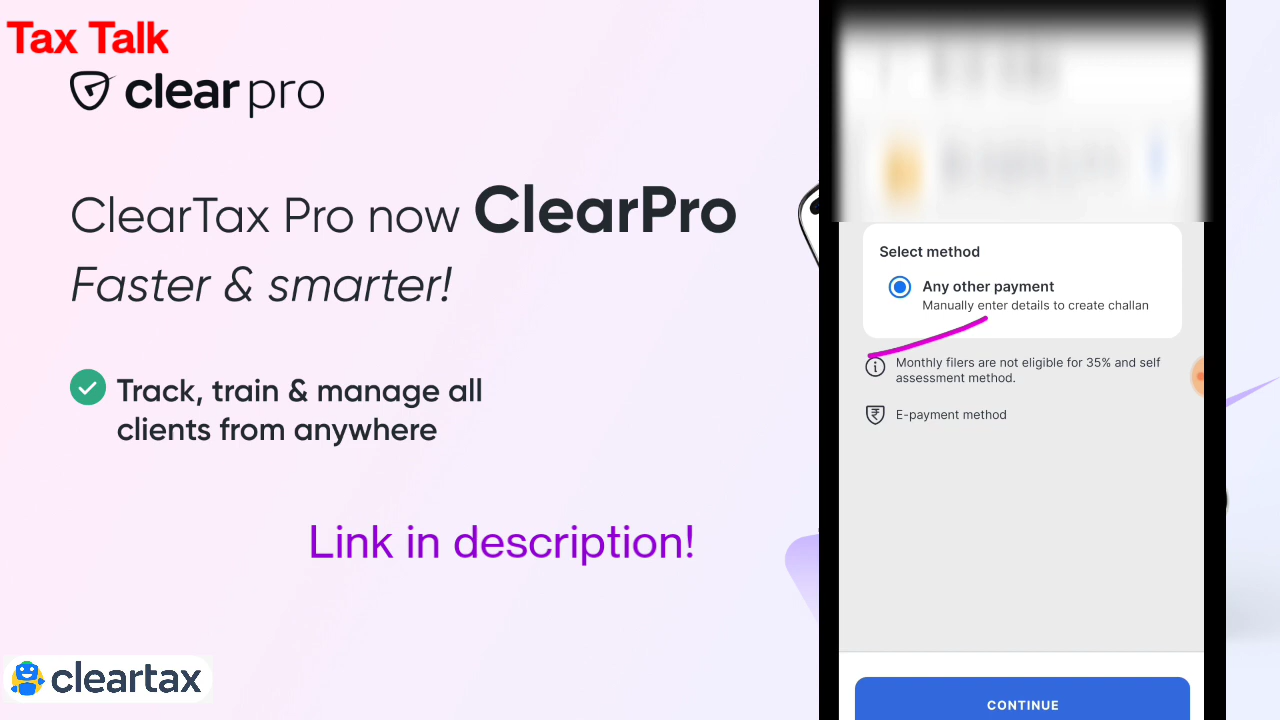 Tax Talk
clear pro
ClearTax Pro now ClearPro
Faster & smarter!
Track, train & manage all
clients from anywhere
Link in description!
cleartax
Select method
Any other payment
Manually enter details to create challan
Monthly filers are not eligible for 35% and self
assessment method.
E-payment method
CONTINUE